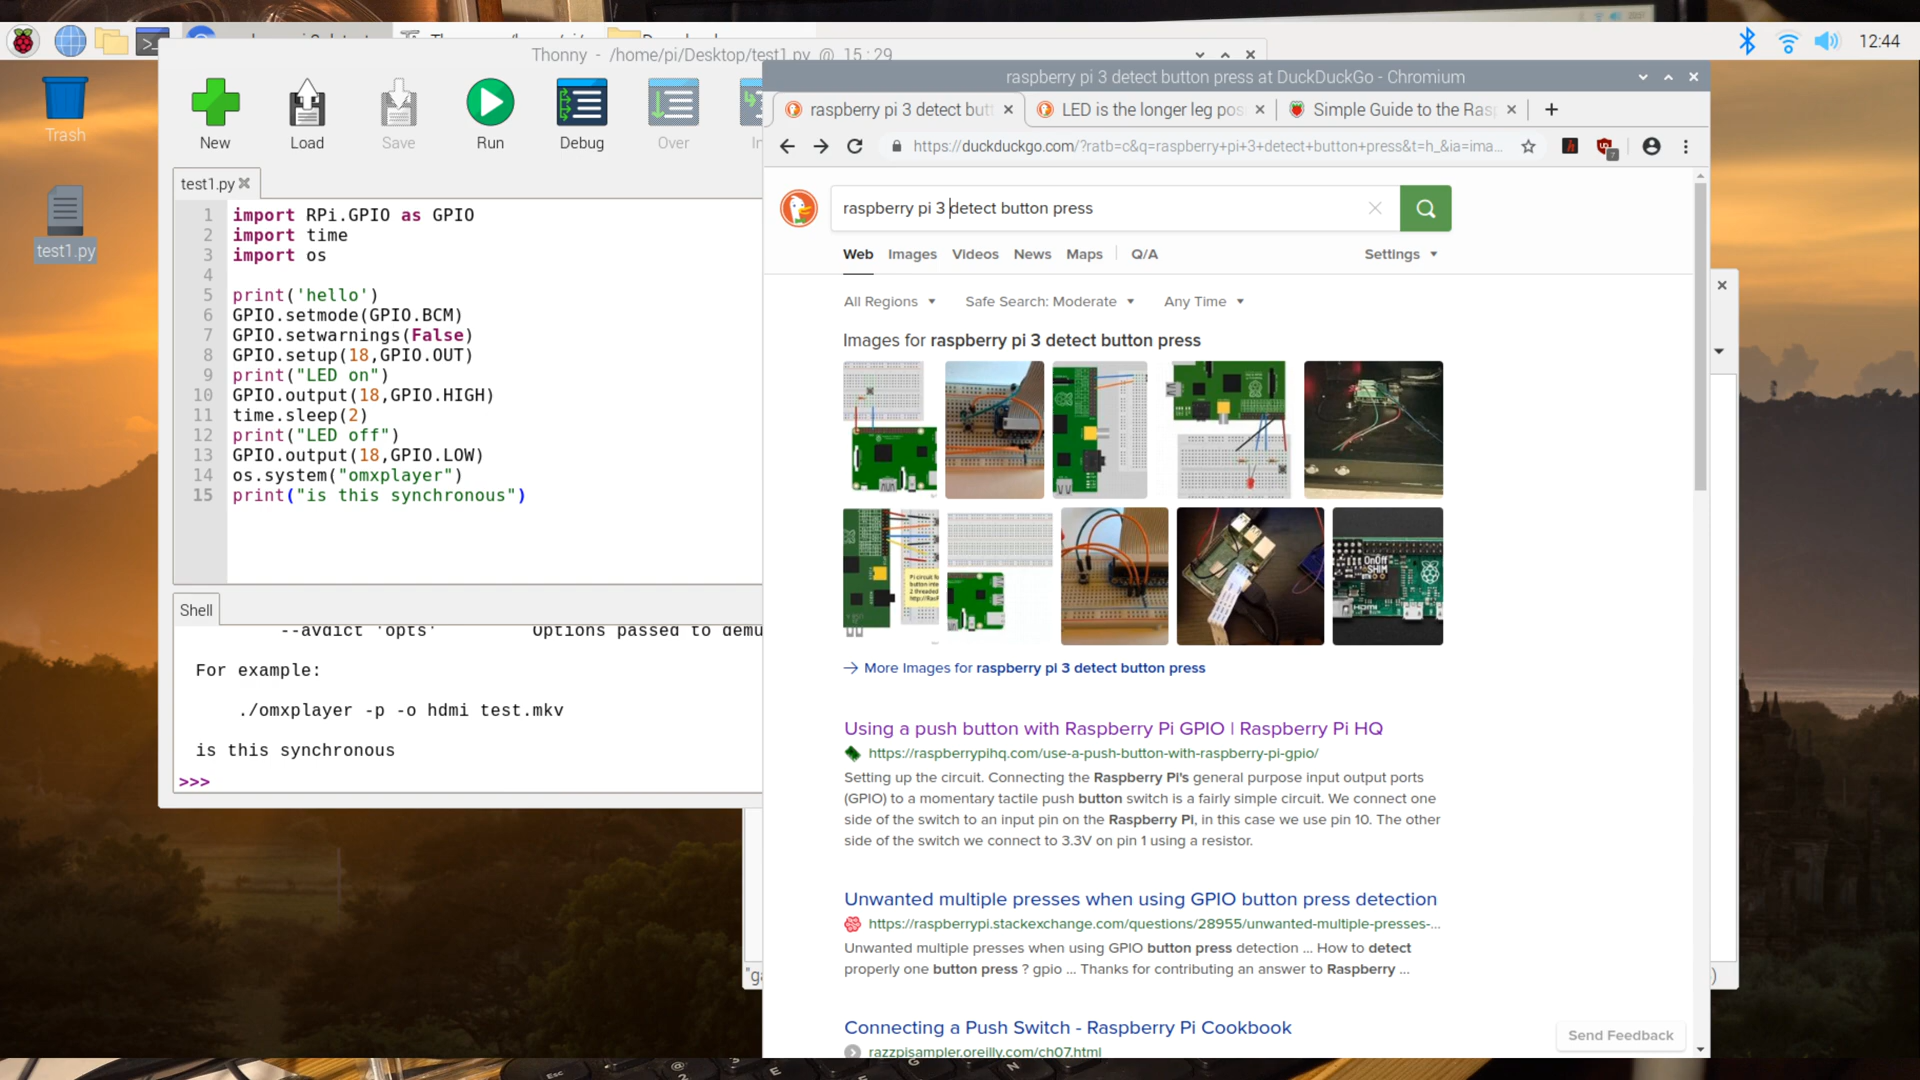 12:44
Thonny - /home/pi/Desktop/test1.py @ 15 : 29
Trash
test1.py
New
Load
Save
Run
Debug
Over
test1.py
1 import RPi.GPIO as GPIO
2 import time
3 import os
4
5 print('hello')
6 GPIO.setmode(GPIO.BCM)
7 GPIO.setwarnings(False)
8 GPIO.setup(18,GPIO.OUT)
9 print("LED on")
10 GPIO.output(18,GPIO.HIGH)
11 time.sleep(2)
12 print("LED off")
13 GPIO.output(18,GPIO.LOW)
14 os.system("omxplayer")
15 print("is this synchronous")
Shell
--avdict 'opts' Options passed to demu
For example:
./omxplayer -p -o hdmi test.mkv
is this synchronous
>>>
raspberry pi 3 detect button press at DuckDuckGo - Chromium
raspberry pi 3 detect butt
LED is the longer leg pos
Simple Guide to the Rasp
https://duckduckgo.com/?ratb=c&q=raspberry+pi+3+detect+button+press&t=h_&ia=ima...
7
raspberry pi 3 detect button press
Web Images Videos News Maps Q/A Settings
All Regions Safe Search: Moderate Any Time
Images for raspberry pi 3 detect button press
OnOff
SHIM
More Images for raspberry pi 3 detect button press
Using a push button with Raspberry Pi GPIO | Raspberry Pi HQ
https://raspberrypihq.com/use-a-push-button-with-raspberry-pi-gpio/
Setting up the circuit. Connecting the Raspberry Pi's general purpose input output ports
(GPIO) to a momentary tactile push button switch is a fairly simple circuit. We connect one
side of the switch to an input pin on the Raspberry Pi, in this case we use pin 10. The other
side of the switch we connect to 3.3V on pin 1 using a resistor.
Unwanted multiple presses when using GPIO button press detection
https://raspberrypi.stackexchange.com/questions/28955/unwanted-multiple-presses-...
Unwanted multiple presses when using GPIO button press detection ... How to detect
properly one button press ? gpio ... Thanks for contributing an answer to Raspberry ...
Connecting a Push Switch - Raspberry Pi Cookbook
razzpisampler.oreilly.com/ch07.html
Send Feedback
"ga
)
Esc